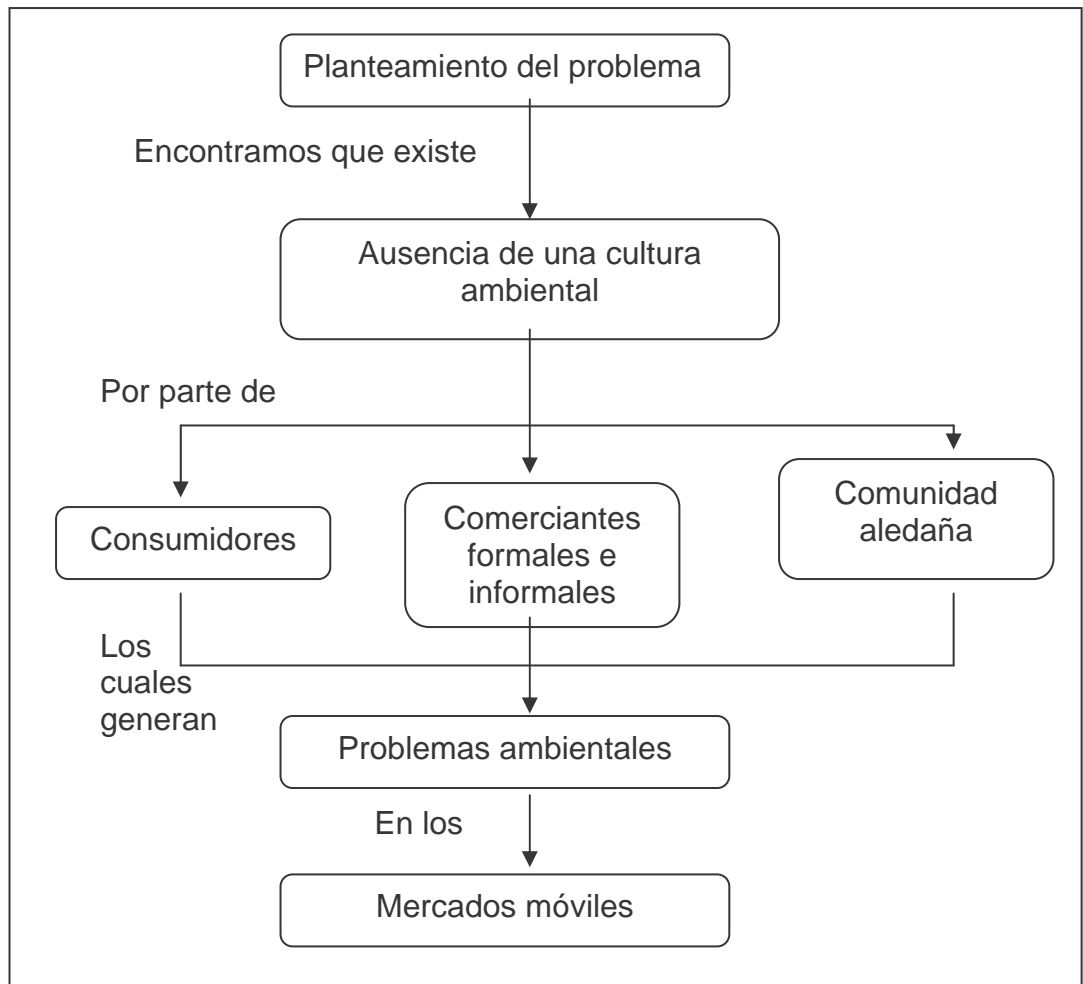 Planteamiento del problema
Encontramos que existe
Ausencia de una cultura
ambiental
Por parte de
Consumidores
Comerciantes
formales e
informales
Comunidad
aledaña
Los
cuales
generan
Problemas ambientales
En los
Mercados móviles